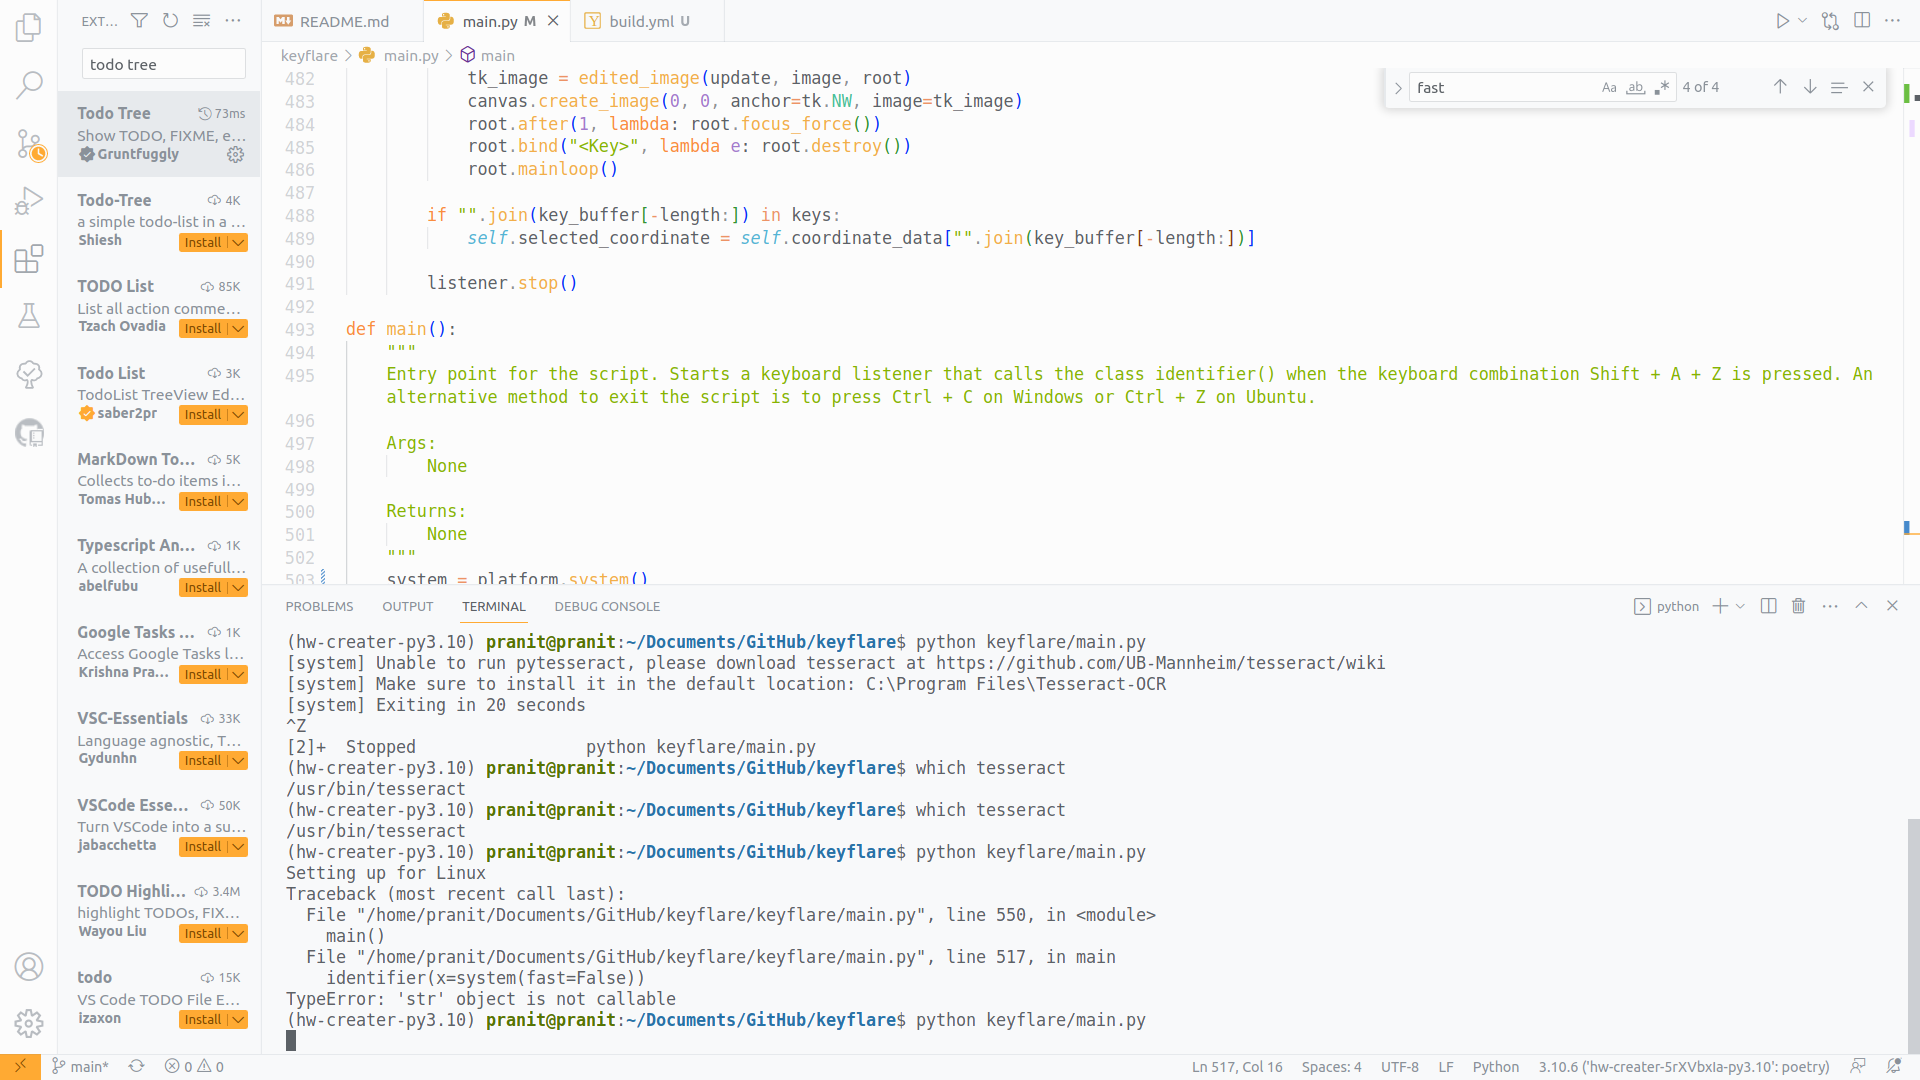 EXT...
todo tree
Todo Tree 73ms
Show TODO, FIXME, e...
Gruntfuggly
Todo-Tree 4K
a simple todo-list in a ...
Shiesh Install
TODO List 85K
List all action comme...
Tzach Ovadia Install
Todo List 3K
TodoList TreeView Ed...
saber2pr Install
MarkDown To... 5K
Collects to-do items i...
Tomas Hub... Install
Typescript An... 1K
A collection of usefull...
abelfubu Install
Google Tasks ... 1K
Access Google Tasks l...
Krishna Pra... Install
VSC-Essentials 33K
Language agnostic, T...
Gydunhn Install
VSCode Esse... 50K
Turn VSCode into a su...
jabacchetta Install
TODO Highli... 3.4M
highlight TODOs, FIX...
Wayou Liu Install
todo 15K
VS Code TODO File E...
izaxon Install
README.md main.py M build.yml U
keyflare > main.py > main
fast Aa ab .* 4 of 4
482 tk_image = edited_image(update, image, root)
483 canvas.create_image(0, 0, anchor=tk.NW, image=tk_image)
484 root.after(1, lambda: root.focus_force())
485 root.bind("<Key>", lambda e: root.destroy())
486 root.mainloop()
487
488 if "".join(key_buffer[-length:]) in keys:
489 self.selected_coordinate = self.coordinate_data["".join(key_buffer[-length:])]
490
491 listener.stop()
492
493 def main():
494 """
495 Entry point for the script. Starts a keyboard listener that calls the class identifier() when the keyboard combination Shift + A + Z is pressed. An
alternative method to exit the script is to press Ctrl + C on Windows or Ctrl + Z on Ubuntu.
496
497 Args:
498 None
499
500 Returns:
501 None
502 """
503 system = platform.system()
PROBLEMS OUTPUT TERMINAL DEBUG CONSOLE python
(hw-creater-py3.10) pranit@pranit:~/Documents/GitHub/keyflare$ python keyflare/main.py
[system] Unable to run pytesseract, please download tesseract at https://github.com/UB-Mannheim/tesseract/wiki
[system] Make sure to install it in the default location: C:\Program Files\Tesseract-OCR
[system] Exiting in 20 seconds
^Z
[2]+  Stopped                 python keyflare/main.py
(hw-creater-py3.10) pranit@pranit:~/Documents/GitHub/keyflare$ which tesseract
/usr/bin/tesseract
(hw-creater-py3.10) pranit@pranit:~/Documents/GitHub/keyflare$ which tesseract
/usr/bin/tesseract
(hw-creater-py3.10) pranit@pranit:~/Documents/GitHub/keyflare$ python keyflare/main.py
Setting up for Linux
Traceback (most recent call last):
File "/home/pranit/Documents/GitHub/keyflare/keyflare/main.py", line 550, in <module>
main()
File "/home/pranit/Documents/GitHub/keyflare/keyflare/main.py", line 517, in main
identifier(x=system(fast=False))
TypeError: 'str' object is not callable
(hw-creater-py3.10) pranit@pranit:~/Documents/GitHub/keyflare$ python keyflare/main.py
main* 0 0 Ln 517, Col 16 Spaces: 4 UTF-8 LF Python 3.10.6 ('hw-creater-5rXVbxIa-py3.10': poetry)